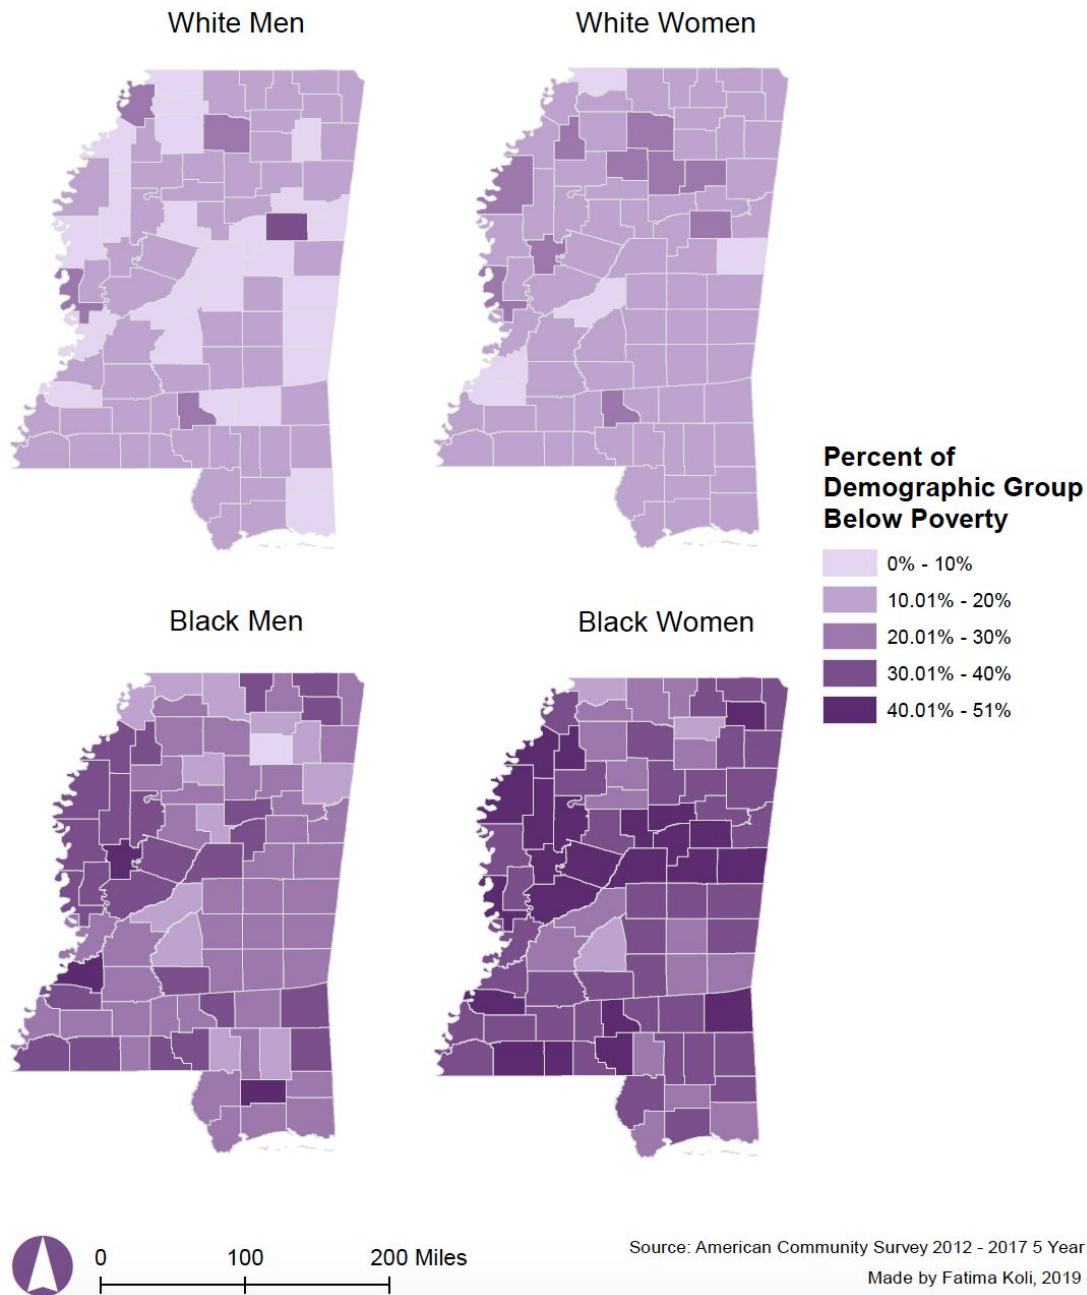 White Men
White Women
Percent of
Demographic Group
Below Poverty
0% - 10%
10.01% - 20%
20.01% - 30%
30.01% - 40%
40.01% - 51%
Black Men
Black Women
0 100 200 Miles
Source: American Community Survey 2012 - 2017 5 Year
Made by Fatima Koli, 2019